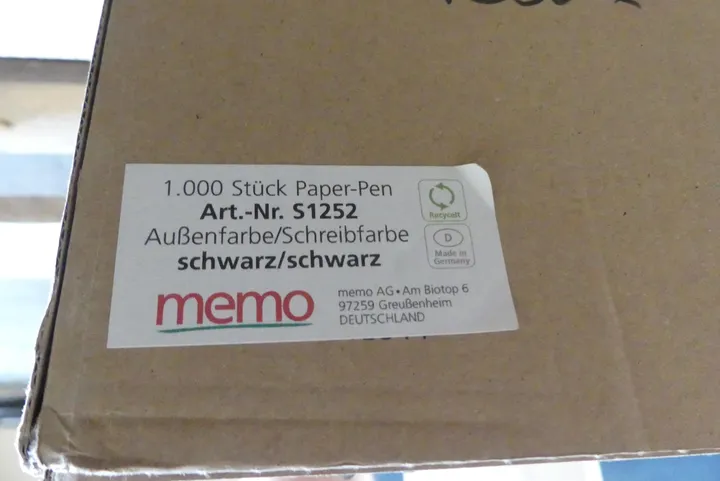 1.000 Stück Paper-Pen
Art.-Nr. S1252
Außenfarbe/Schreibfarbe
schwarz/schwarz
Recycelt
D
Made in
Germany
memo
memo AG•Am Biotop 6
97259 Greußenheim
DEUTSCHLAND